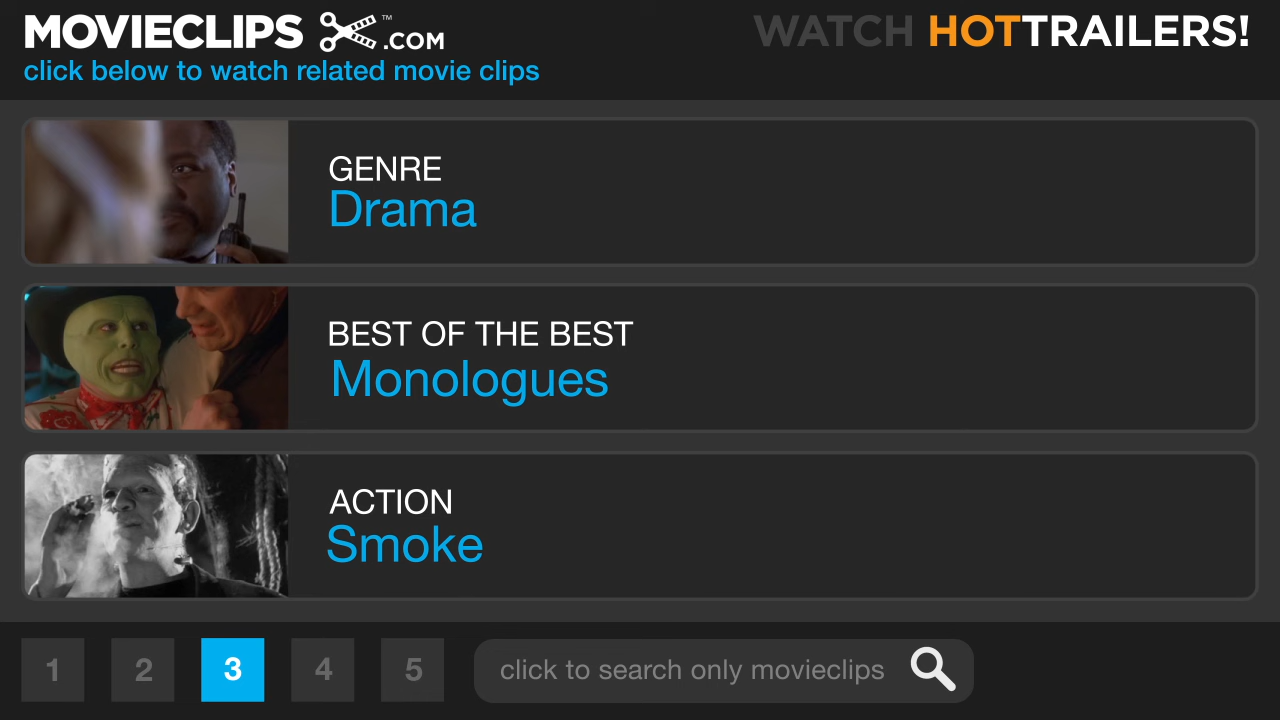 MOVIECLIPS ™ .COM
WATCH HOTTRAILERS!
click below to watch related movie clips
GENRE
Drama
BEST OF THE BEST
Monologues
ACTION
Smoke
1 2 3 4 5 click to search only movieclips